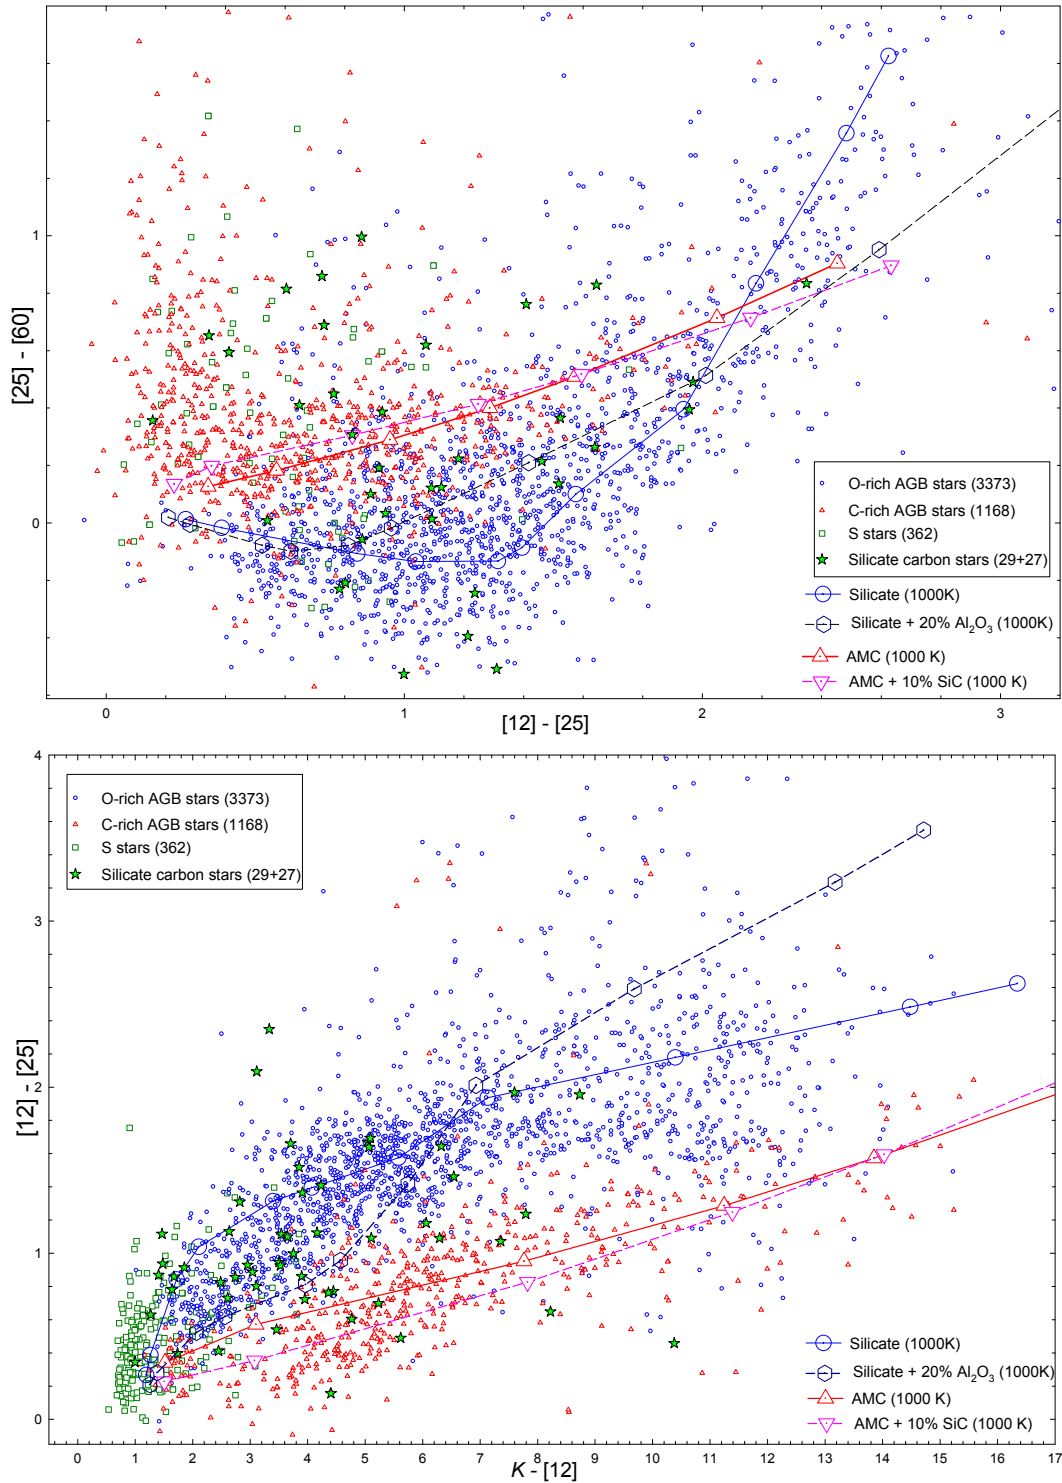 1
0
[25] - [60]
O-rich AGB stars (3373)
C-rich AGB stars (1168)
S stars (362)
Silicate carbon stars (29+27)
Silicate (1000K)
Silicate + 20% Al₂O₃ (1000K)
AMC (1000 K)
AMC + 10% SiC (1000 K)
0 1 2 3
[12] - [25]
4
3
2
1
0
[12] - [25]
O-rich AGB stars (3373)
C-rich AGB stars (1168)
S stars (362)
Silicate carbon stars (29+27)
Silicate (1000K)
Silicate + 20% Al₂O₃ (1000K)
AMC (1000 K)
AMC + 10% SiC (1000 K)
0 1 2 3 4 5 6 7 8 9 10 11 12 13 14 15 16 17
K - [12]